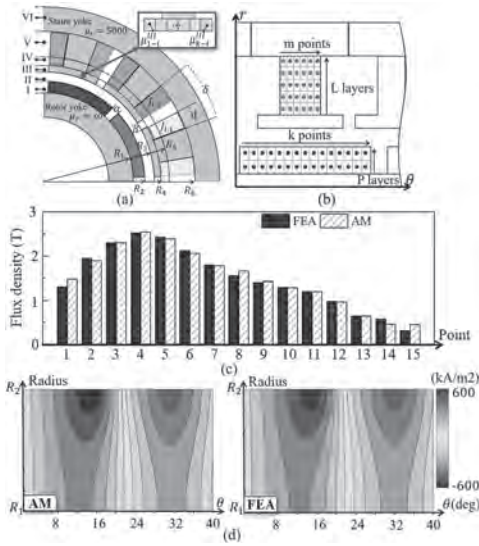 VI Stator yoke
μr = 5000
V
IV
III
II
I
Rotor yoke
μr = ∞
δ
d
R1
R2 R4 R6
(a)
r
m points
L layers
k points
P layers
θ
(b)
3
2
1
0
Flux density (T)
FEA AM
1 2 3 4 5 6 7 8 9 10 11 12 13 14 15
Point
(c)
R2 Radius
R1
AM
8 16 24 32 40
θ
R2 Radius
R1
FEA
8 16 24 32 40
θ(deg)
(kA/m2)
600
-600
(d)